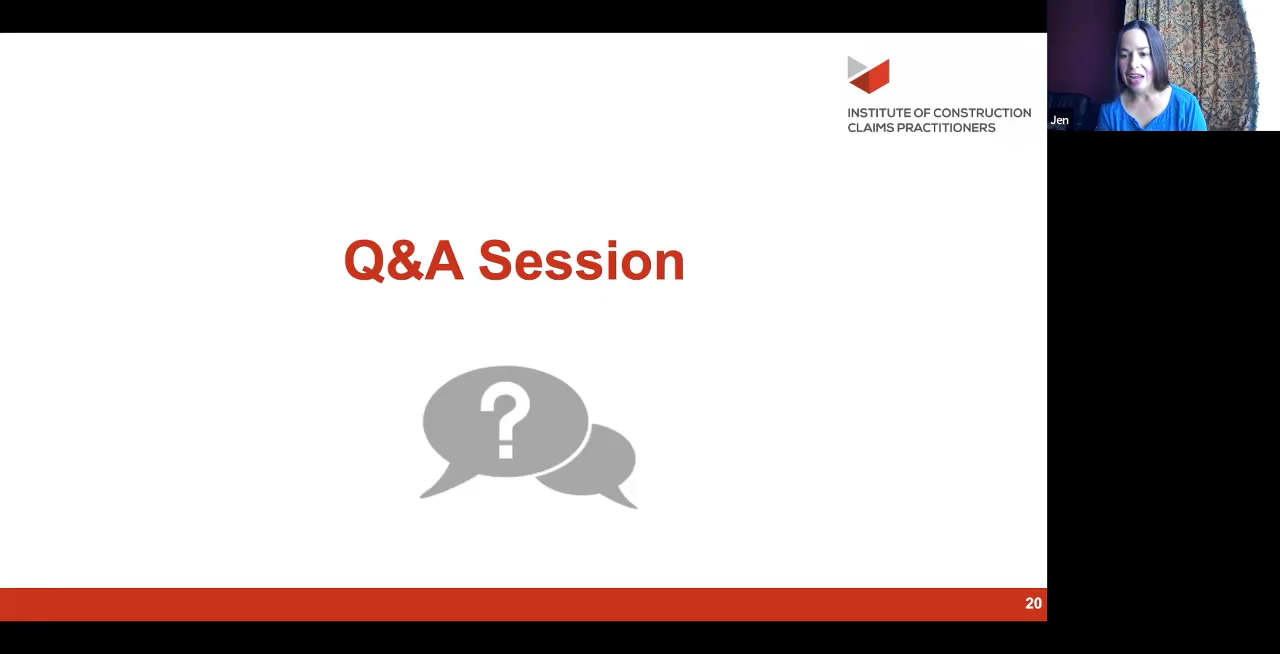 INSTITUTE OF CONSTRUCTION
CLAIMS PRACTITIONERS
Jen
Q&A Session
?
20